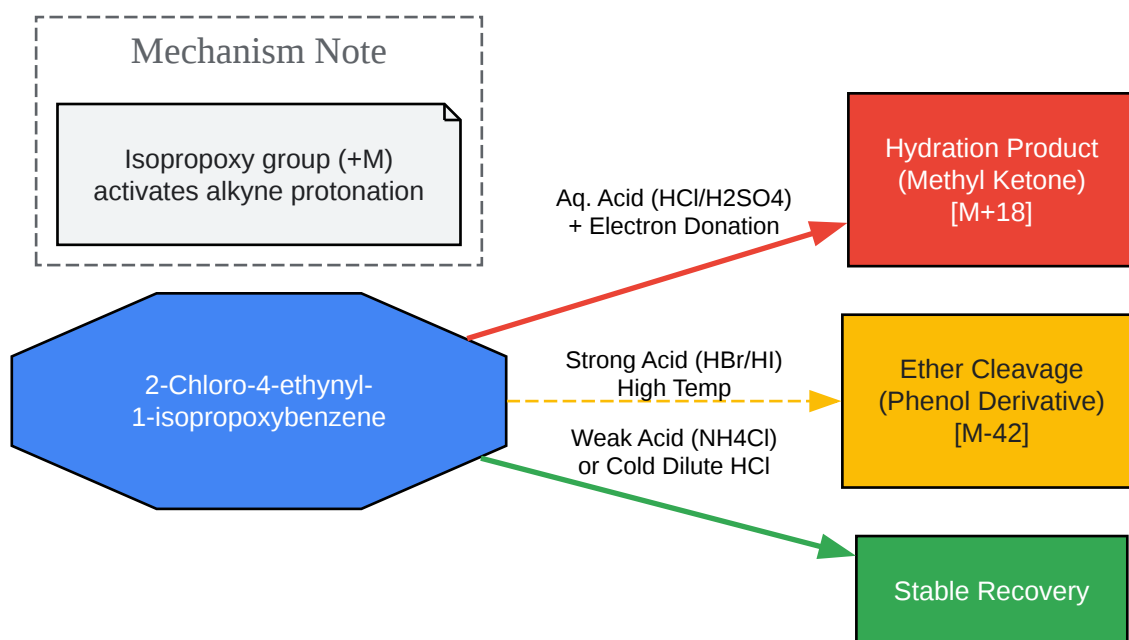 Mechanism Note
Isopropoxy group (+M)
activates alkyne protonation
2-Chloro-4-ethynyl-
1-isopropoxybenzene
Aq. Acid (HCl/H2SO4)
+ Electron Donation
Strong Acid (HBr/HI)
High Temp
Weak Acid (NH4Cl)
or Cold Dilute HCl
Hydration Product
(Methyl Ketone)
[M+18]
Ether Cleavage
(Phenol Derivative)
[M-42]
Stable Recovery